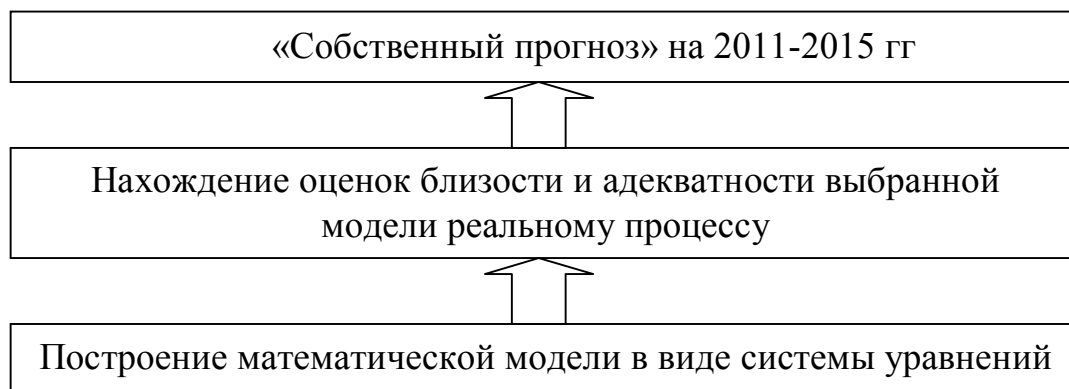 «Собственный прогноз» на 2011-2015 гг
Нахождение оценок близости и адекватности выбранной
модели реальному процессу
Построение математической модели в виде системы уравнений